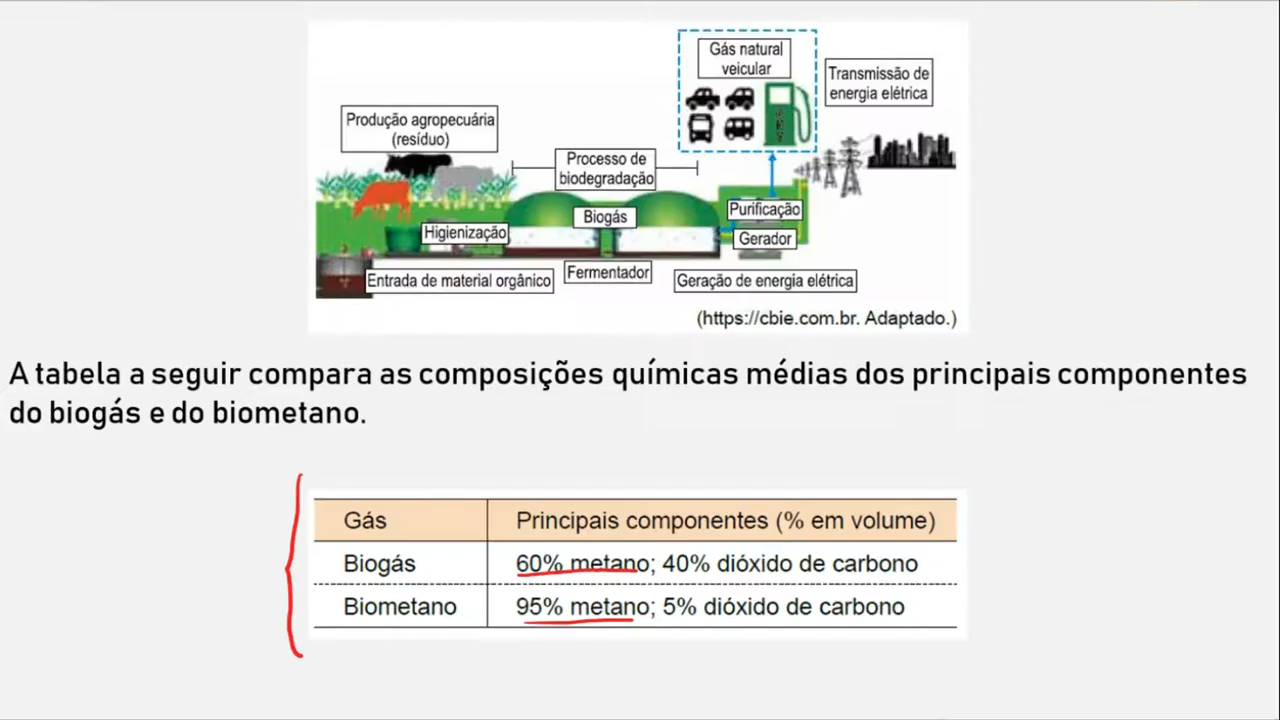 Gás natural
veicular
Transmissão de
energia elétrica
Produção agropecuária
(resíduo)
Processo de
biodegradação
Biogás
Purificação
Higienização
Gerador
Entrada de material orgânico
Fermentador
Geração de energia elétrica
(https://cbie.com.br. Adaptado.)
A tabela a seguir compara as composições químicas médias dos principais componentes
do biogás e do biometano.
Gás Principais componentes (% em volume)
Biogás 60% metano; 40% dióxido de carbono
Biometano 95% metano; 5% dióxido de carbono